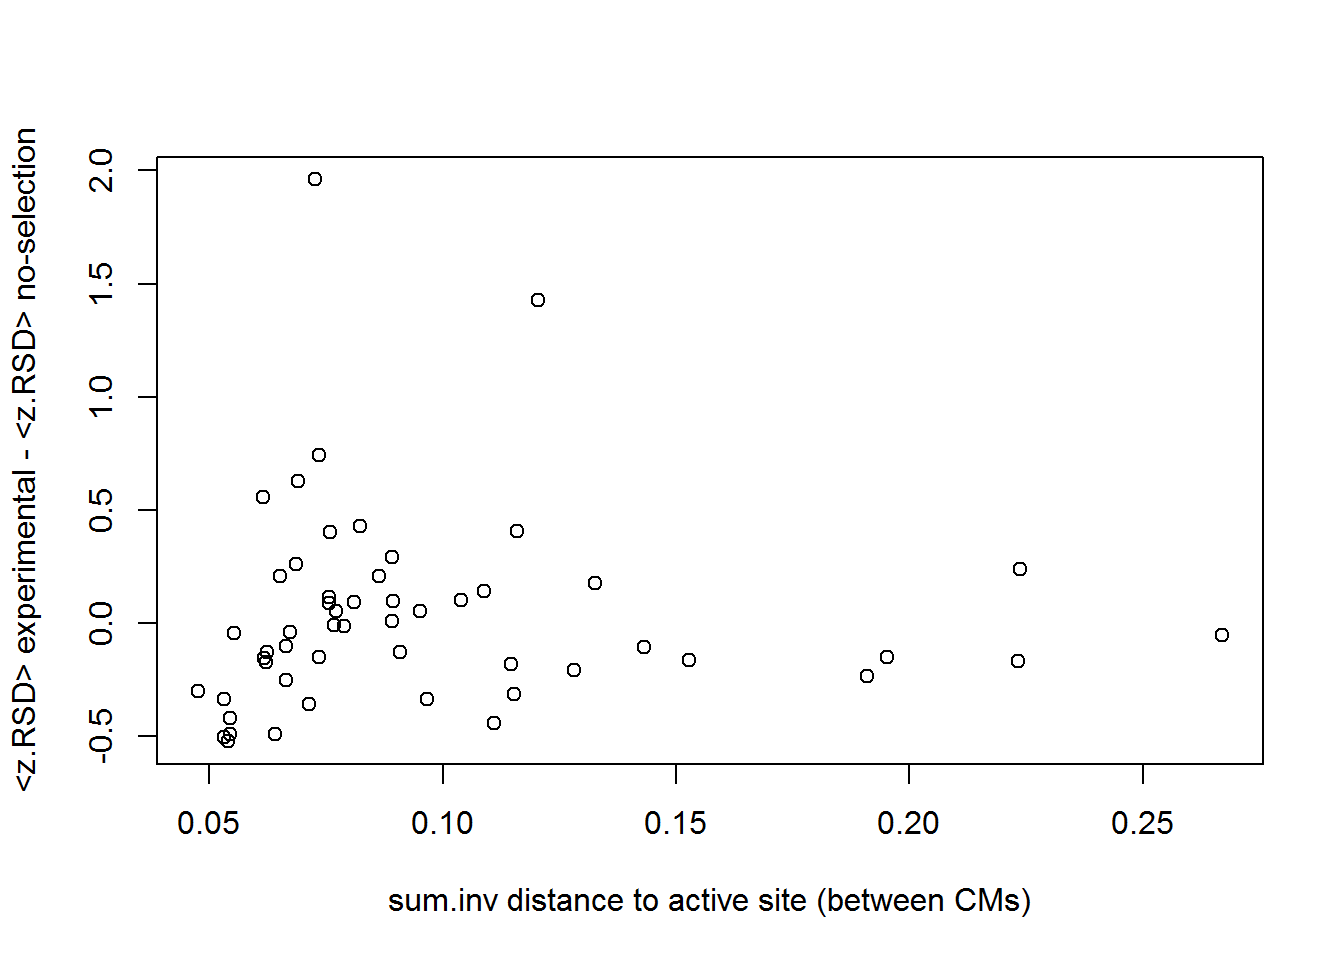 <z.RSD> experimental - <z.RSD> no-selection
2.0
1.5
1.0
0.5
0.0
-0.5
0.05 0.10 0.15 0.20 0.25
sum.inv distance to active site (between CMs)